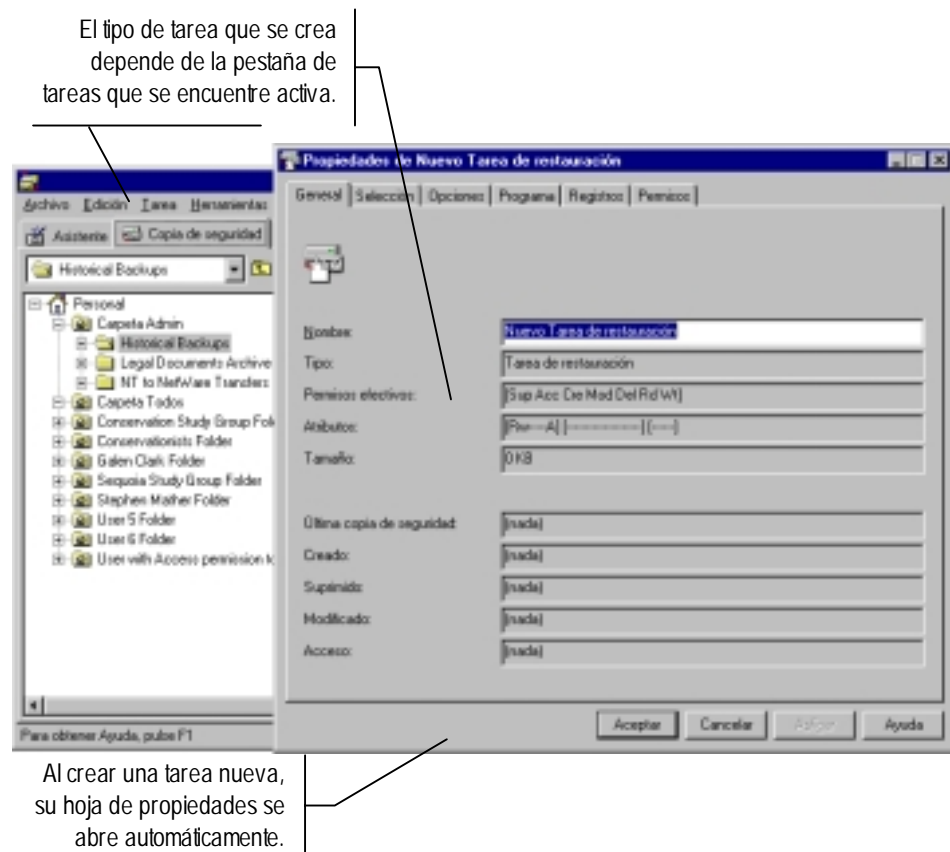 El tipo de tarea que se crea
depende de la pestaña de
tareas que se encuentre activa.
Propiedades de Nuevo Tarea de restauración
Archivo Edición Tarea Herramientas
Asistente Copia de seguridad
Historical Backups
Personal
Carpeta Admin
Historical Backups
Legal Documents Archive
NT to NetWare Transfers
Carpeta Todos
Conservation Study Group Fol
Conservationists Folder
Galen Clark Folder
Sequoia Study Group Folder
Stephen Mather Folder
User 5 Folder
User 6 Folder
User with Access permission to
Para obtener Ayuda, pulse F1
General Selección Opciones Programa Registros Permisos
Nombre: Nuevo Tarea de restauración
Tipo: Tarea de restauración
Permisos efectivos: [Sup Acc Cre Mod Del Rd Wt]
Atributos:
Tamaño: 0 KB
Última copia de seguridad: (nada)
Creado: (nada)
Suprimido: (nada)
Modificado: (nada)
Acceso: (nada)
Aceptar Cancelar Aplicar Ayuda
Al crear una tarea nueva,
su hoja de propiedades se
abre automáticamente.